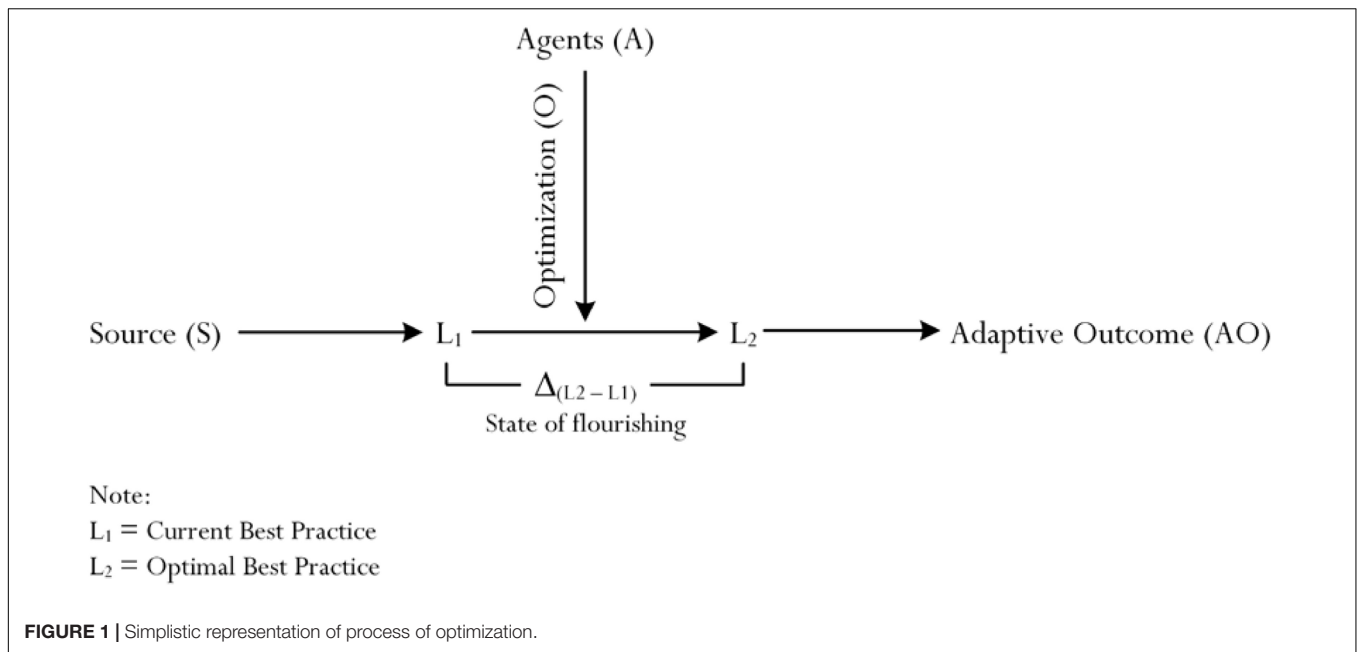 Agents (A)
Optimization (O)
Source (S)
L₁
L₂
Adaptive Outcome (AO)
Δ(L2 – L1)
State of flourishing
Note:
L₁ = Current Best Practice
L₂ = Optimal Best Practice
FIGURE 1 | Simplistic representation of process of optimization.